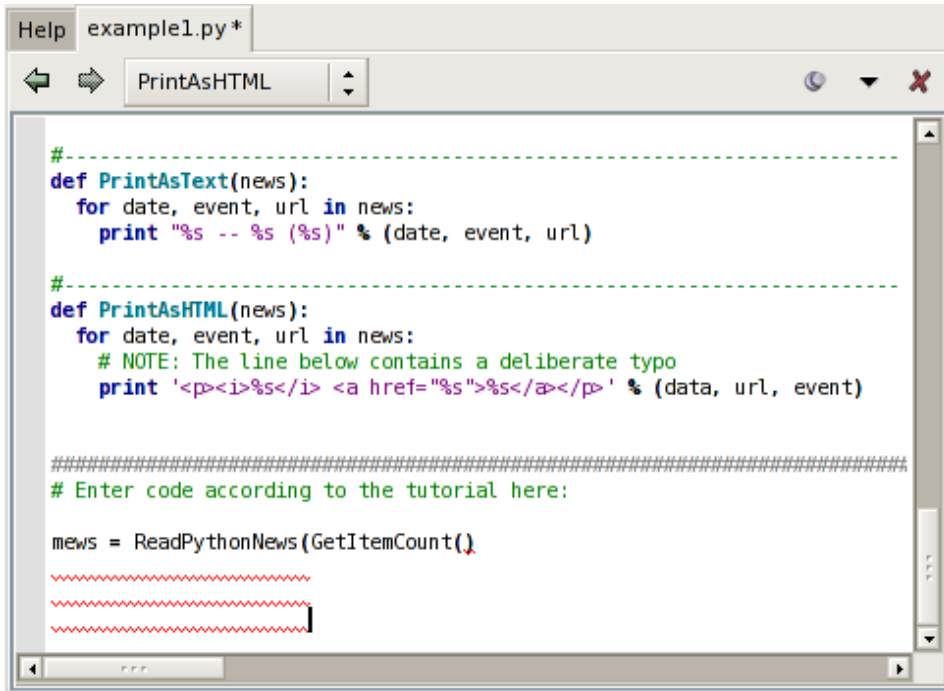 Help example1.py*
PrintAsHTML
#----------------------------------------------------------------------
def PrintAsText(news):
  for date, event, url in news:
    print "%s -- %s (%s)" % (date, event, url)
#----------------------------------------------------------------------
def PrintAsHTML(news):
  for date, event, url in news:
    # NOTE: The line below contains a deliberate typo
    print '<p><i>%s</i> <a href="%s">%s</a></p>' % (data, url, event)
########################################################################
# Enter code according to the tutorial here:
mews = ReadPythonNews(GetItemCount()